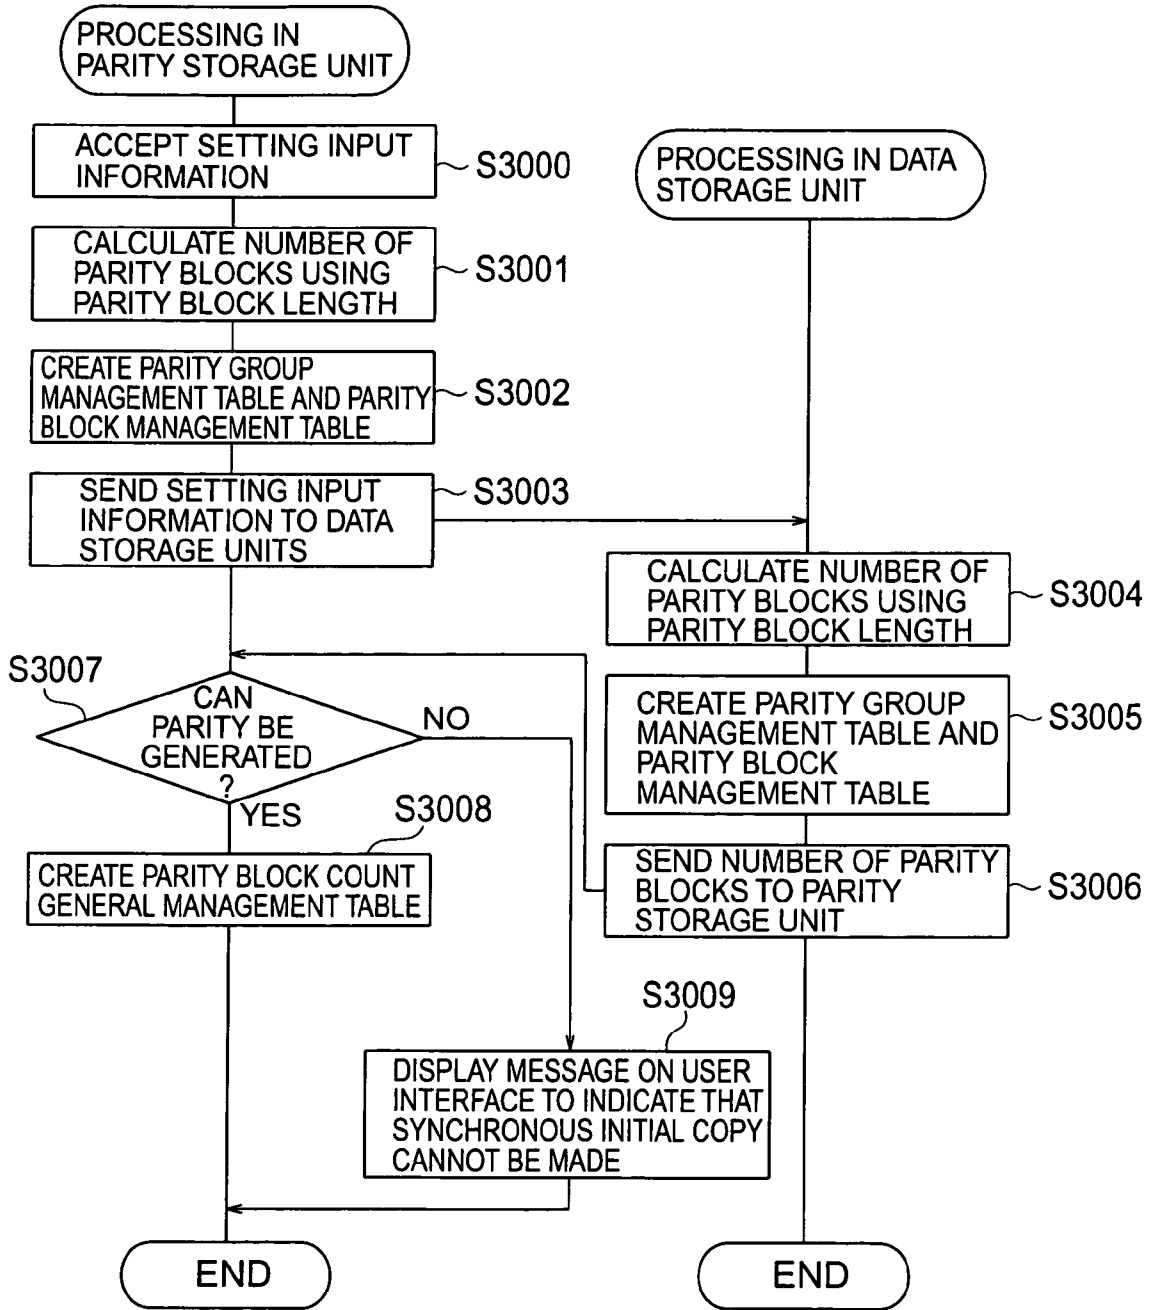 PROCESSING IN
PARITY STORAGE UNIT
ACCEPT SETTING INPUT
INFORMATION
S3000
CALCULATE NUMBER OF
PARITY BLOCKS USING
PARITY BLOCK LENGTH
S3001
CREATE PARITY GROUP
MANAGEMENT TABLE AND PARITY
BLOCK MANAGEMENT TABLE
S3002
SEND SETTING INPUT
INFORMATION TO DATA
STORAGE UNITS
S3003
PROCESSING IN DATA
STORAGE UNIT
CALCULATE NUMBER OF
PARITY BLOCKS USING
PARITY BLOCK LENGTH
S3004
CREATE PARITY GROUP
MANAGEMENT TABLE AND
PARITY BLOCK
MANAGEMENT TABLE
S3005
SEND NUMBER OF PARITY
BLOCKS TO PARITY
STORAGE UNIT
S3006
S3007
CAN
PARITY BE
GENERATED
?
NO
YES
S3008
CREATE PARITY BLOCK COUNT
GENERAL MANAGEMENT TABLE
S3009
DISPLAY MESSAGE ON USER
INTERFACE TO INDICATE THAT
SYNCHRONOUS INITIAL COPY
CANNOT BE MADE
END
END